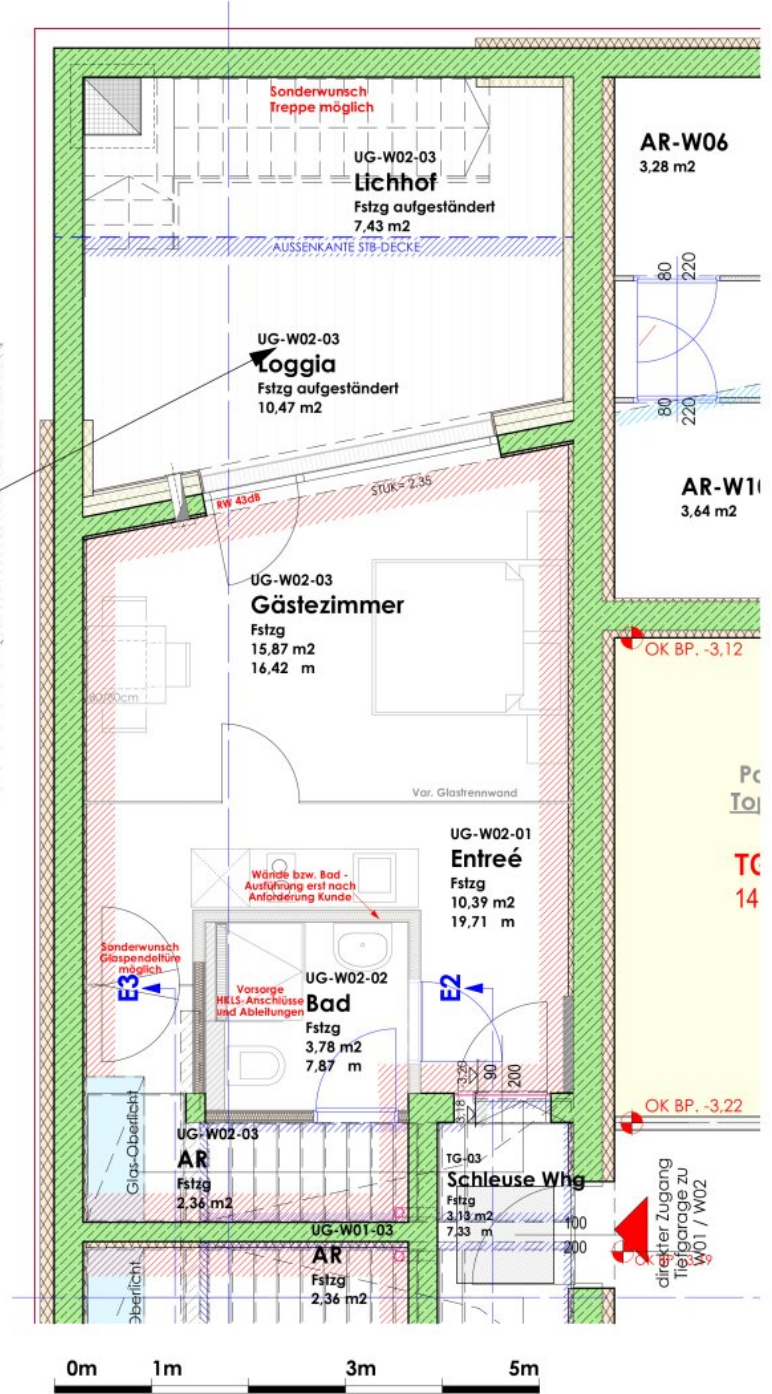 Sonderwunsch
Treppe möglich
UG-W02-03
Lichhof
Fstzg aufgeständert
7,43 m2
AUSSENKANTE STB-DECKE
AR-W06
3,28 m2
80
220
80
220
UG-W02-03
Loggia
Fstzg aufgeständert
10,47 m2
RW 43dB
STUK= 2,35
AR-W10
3,64 m2
UG-W02-03
Gästezimmer
Fstzg
15,87 m2
16,42 m
OK BP. -3,12
Var. Glastrennwand
UG-W02-01
Entreé
Fstzg
10,39 m2
19,71 m
TG
14
Wände bzw. Bad -
Ausführung erst nach
Anforderung Kunde
Sonderwunsch
Glaspendeltüre
möglich
E3
Vorsorge
HKLS-Anschlüsse
und Ableitungen
UG-W02-02
Bad
Fstzg
3,78 m2
7,87 m
E2
3,20
3,18
90
200
OK BP. -3,22
Glas-Oberlicht
UG-W02-03
AR
Fstzg
2,36 m2
TG-03
Schleuse Whg
Fstzg
3,13 m2
7,33 m
100
200
direkter Zugang
Tiefgarage zu
W01 / W02
UG-W01-03
AR
Fstzg
2,36 m2
Oberlicht
0m 1m 3m 5m